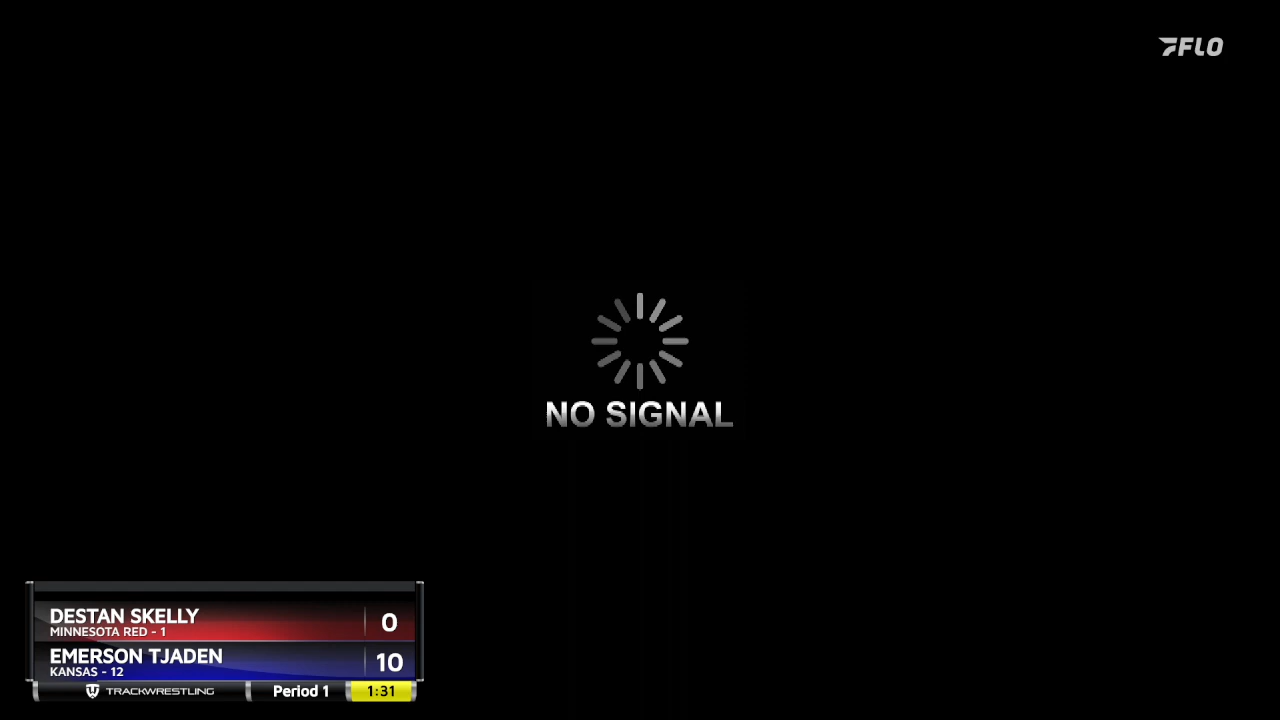 FLO
NO SIGNAL
DESTAN SKELLY
0
MINNESOTA RED - 1
EMERSON TJADEN
10
KANSAS - 12
TRACKWRESTLING
Period 1
1:31